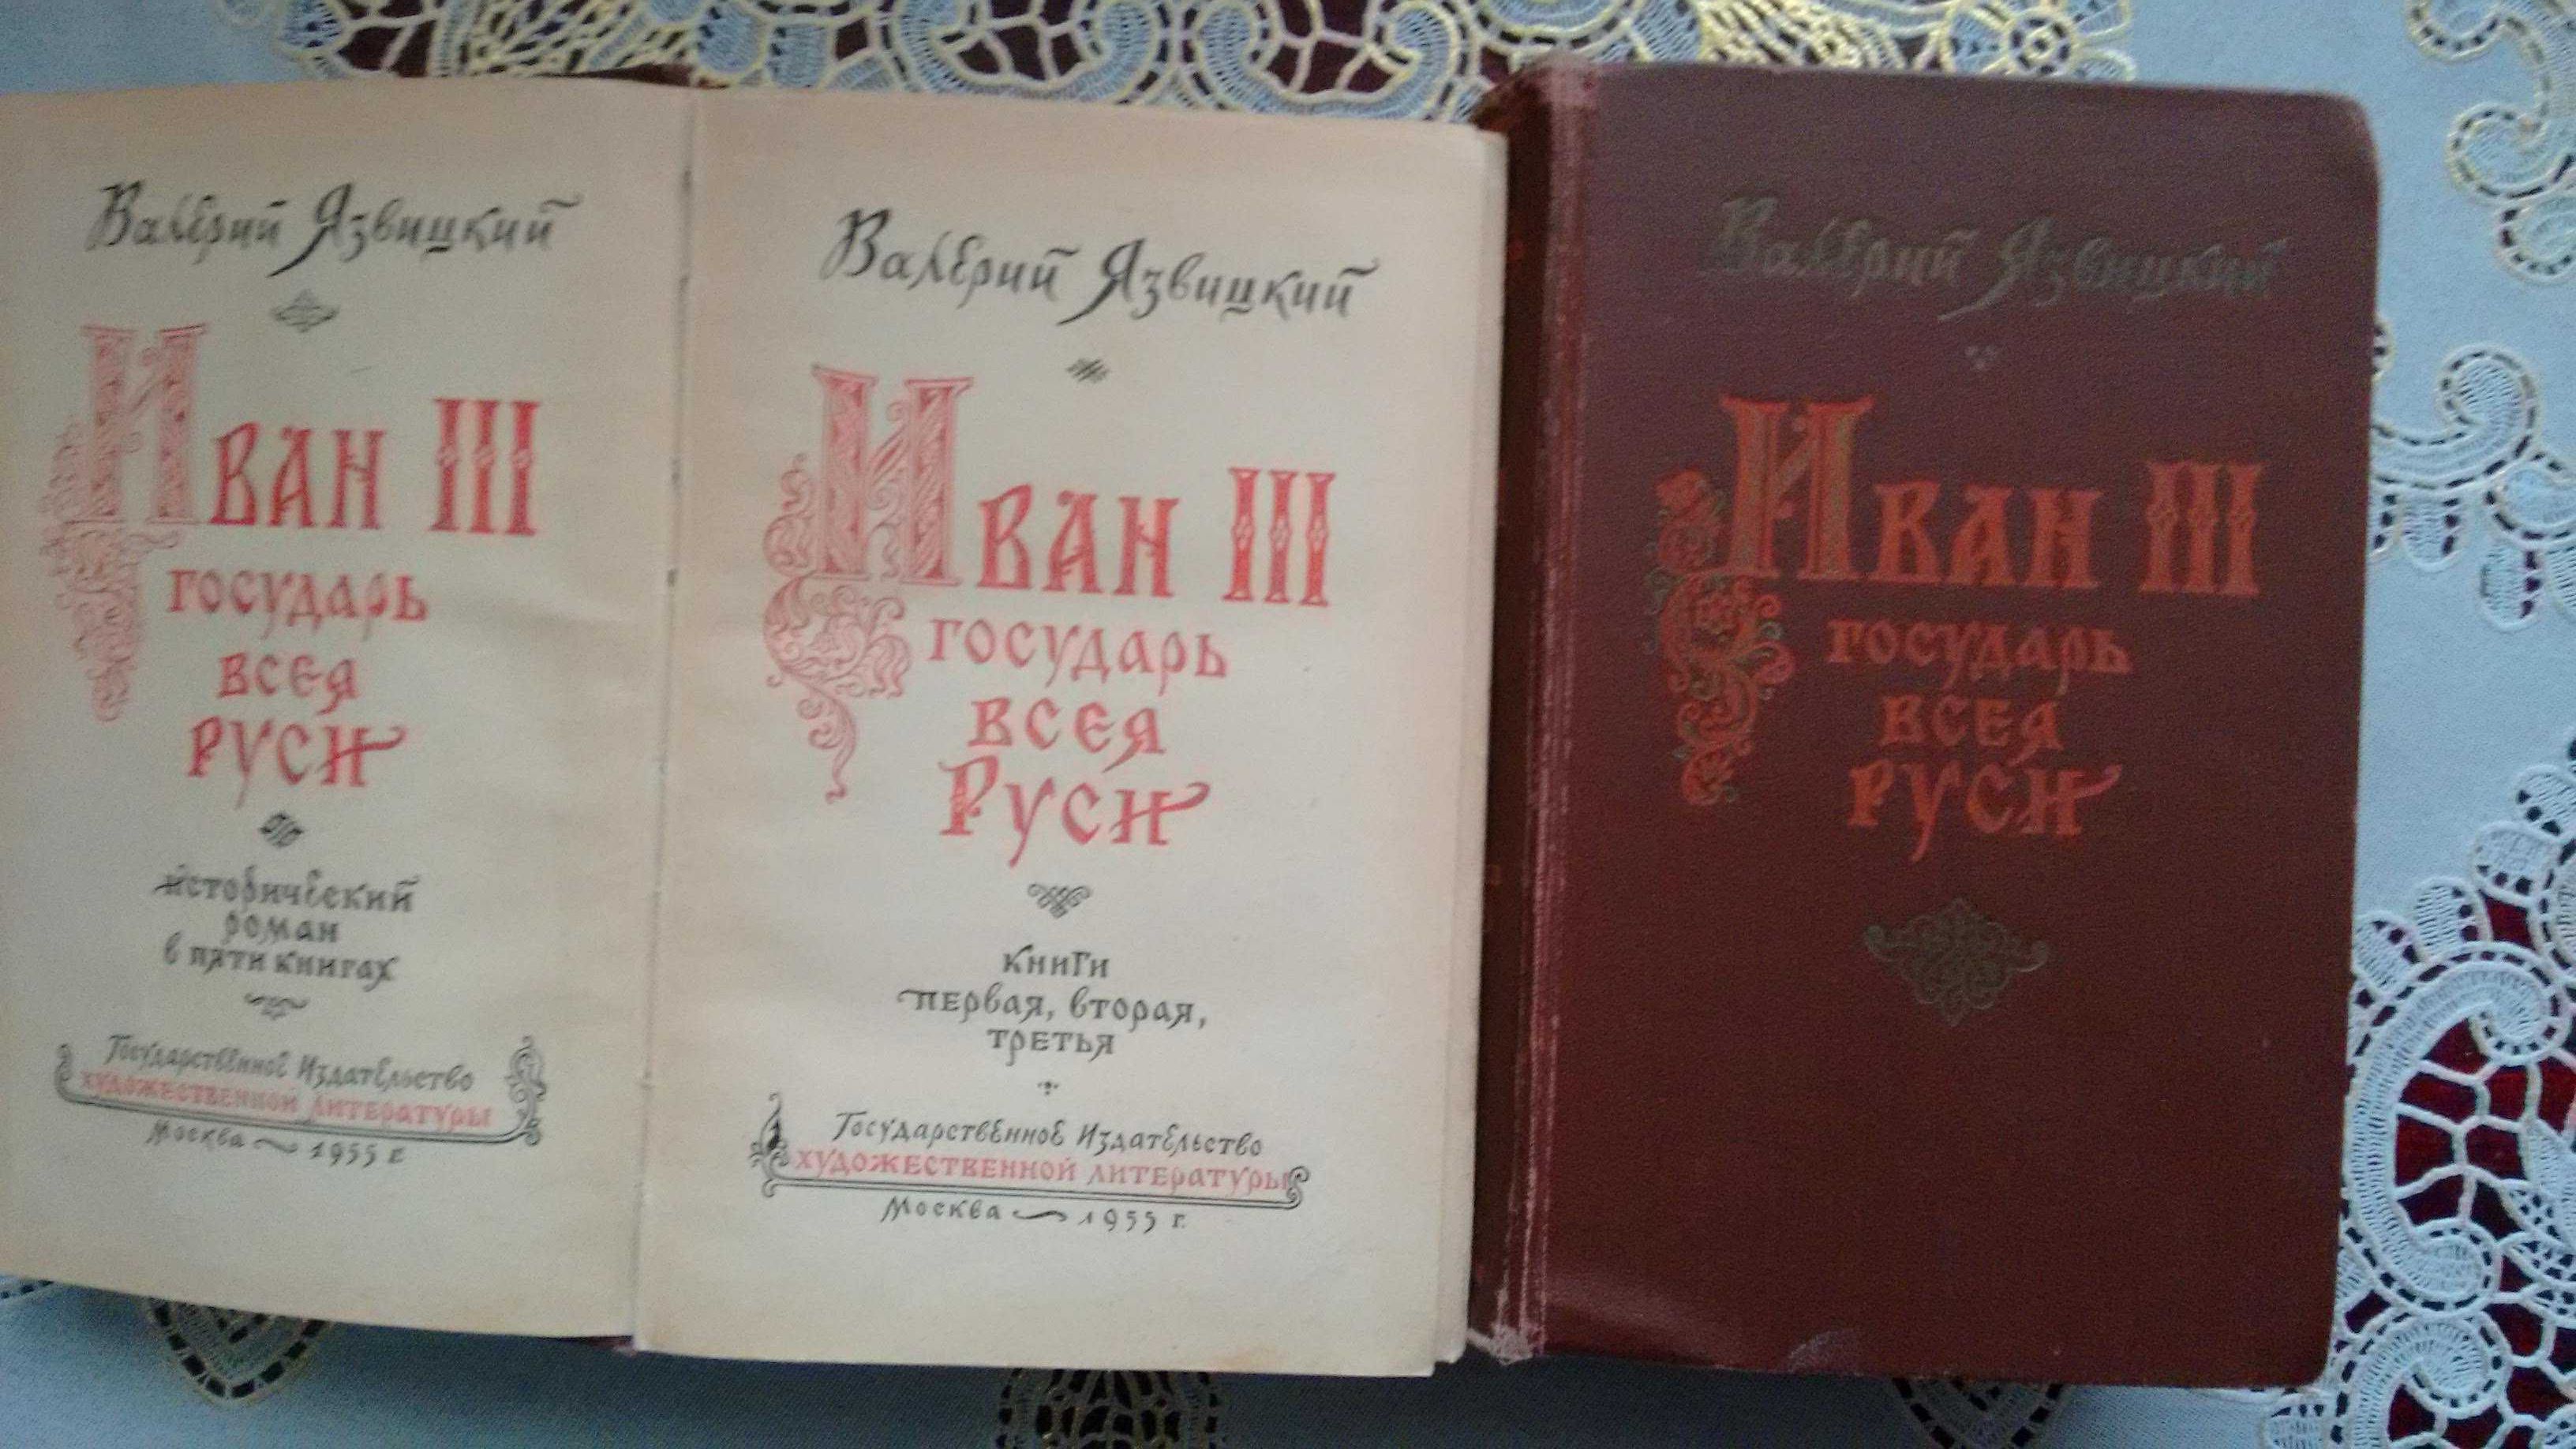 Валерий Язвицкий
Иван III
государь
всея
Руси
исторический
роман
в пяти книгах
Государственное Издательство
художественной литературы
Москва 1955 г.
Валерий Язвицкий
Иван III
государь
всея
Руси
книги
первая, вторая,
третья
Государственное Издательство
художественной литературы
Москва 1955 г.
Валерий Язвицкий
Иван III
государь
всея
Руси